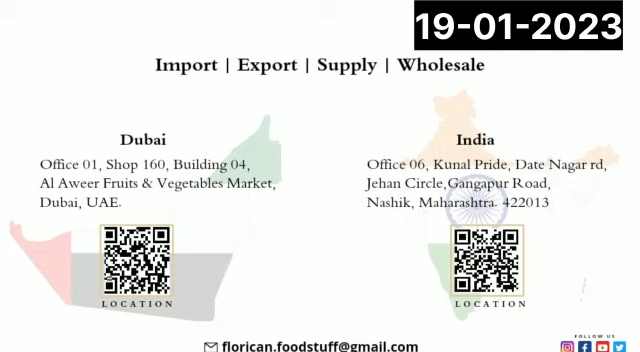 19-01-2023
Import | Export | Supply | Wholesale
Dubai
Office 01, Shop 160, Building 04,
Al Aweer Fruits & Vegetables Market,
Dubai, UAE.
LOCATION
India
Office 06, Kunal Pride, Date Nagar rd,
Jehan Circle,Gangapur Road,
Nashik, Maharashtra. 422013
LOCATION
florican.foodstuff@gmail.com
FOLLOW US